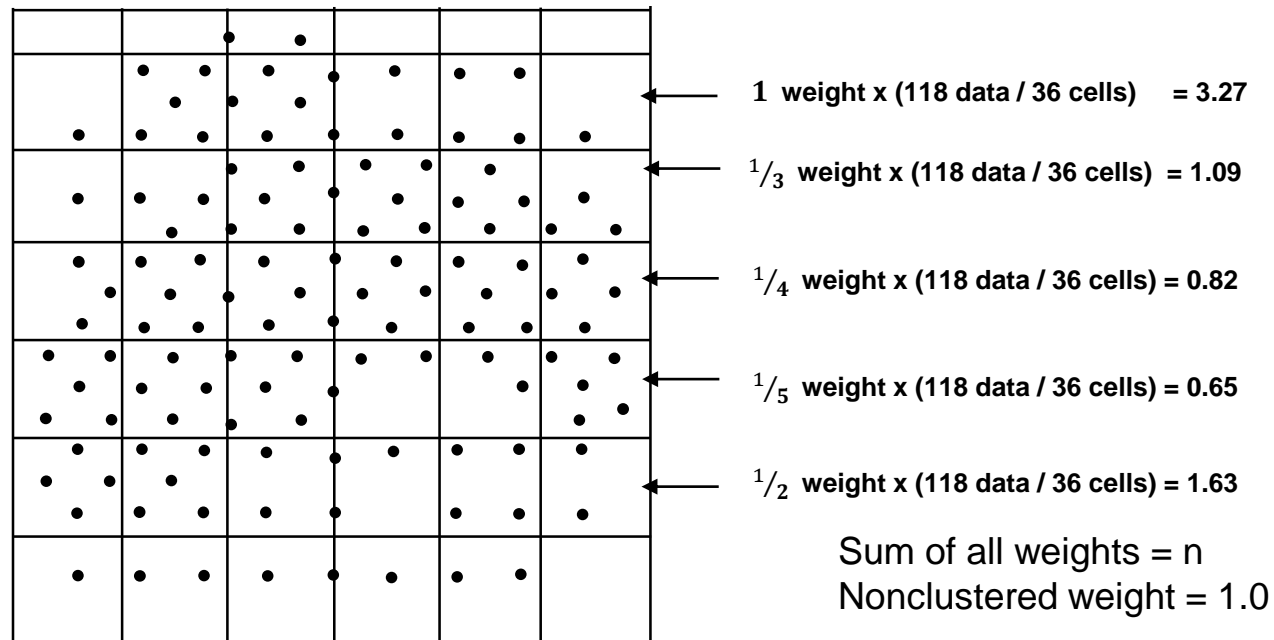 1 weight x (118 data / 36 cells) = 3.27
1/3 weight x (118 data / 36 cells) = 1.09
1/4 weight x (118 data / 36 cells) = 0.82
1/5 weight x (118 data / 36 cells) = 0.65
1/2 weight x (118 data / 36 cells) = 1.63
Sum of all weights = n
Nonclustered weight = 1.0